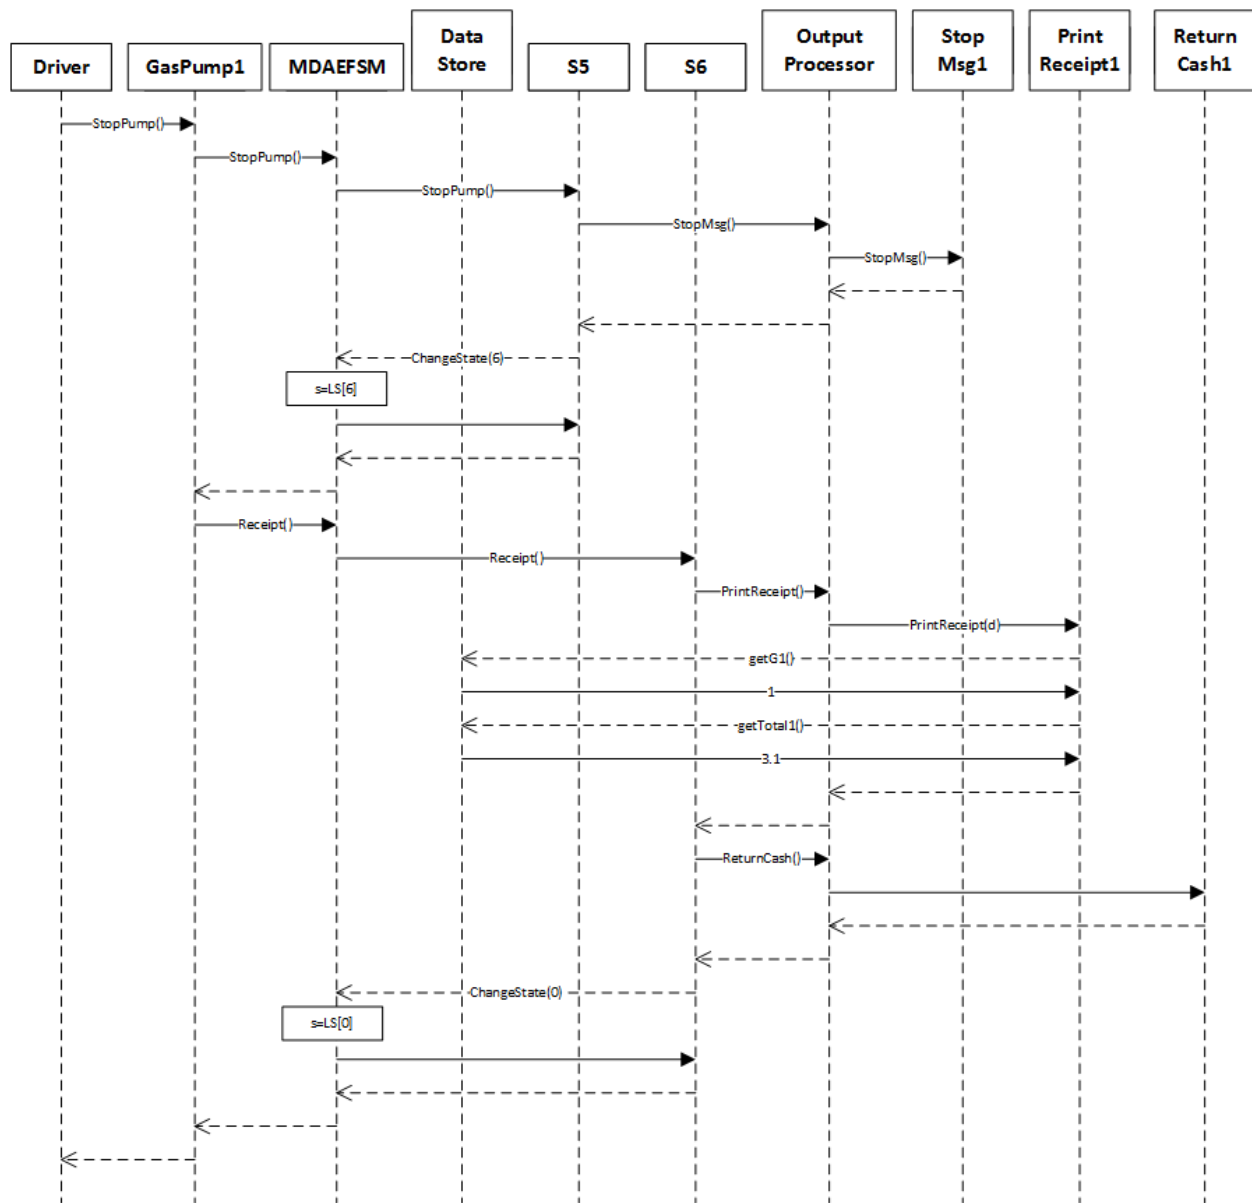 Driver
GasPump1
MDAEFSM
Data
Store
S5
S6
Output
Processor
Stop
Msg1
Print
Receipt1
Return
Cash1
StopPump()
StopPump()
StopPump()
StopMsg()
StopMsg()
ChangeState(6)
s=LS[6]
Receipt()
Receipt()
PrintReceipt()
PrintReceipt(d)
getG1()
1
getTotal1()
3.1
ReturnCash()
ChangeState(0)
s=LS[0]